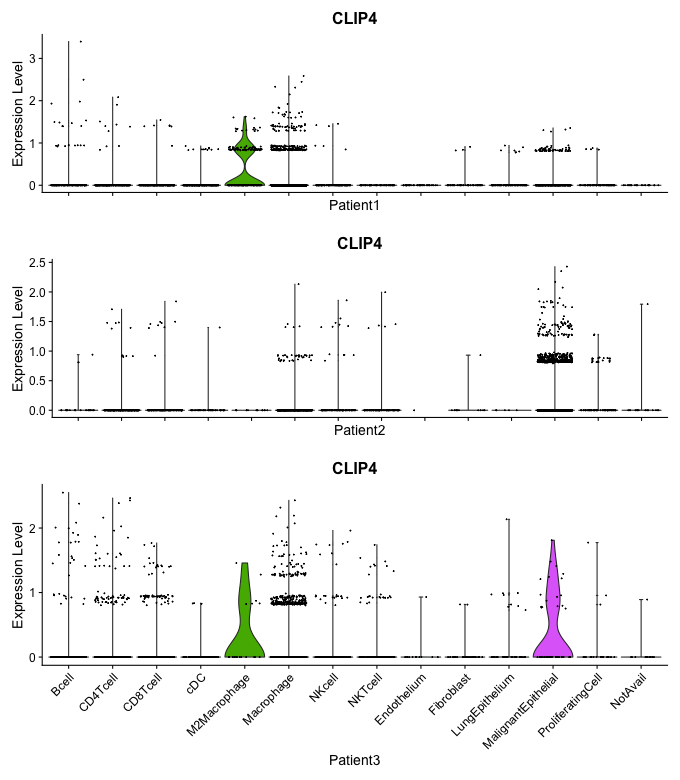 CLIP4
Expression Level
3
2
1
0
Patient1
CLIP4
Expression Level
2.5
2.0
1.5
1.0
0.5
0.0
Patient2
CLIP4
Expression Level
2
1
0
Bcell
CD4Tcell
CD8Tcell
cDC
M2Macrophage
Macrophage
NKcell
NKTcell
Endothelium
Fibroblast
LungEpithelium
MalignantEpithelial
ProliferatingCell
NotAvail
Patient3